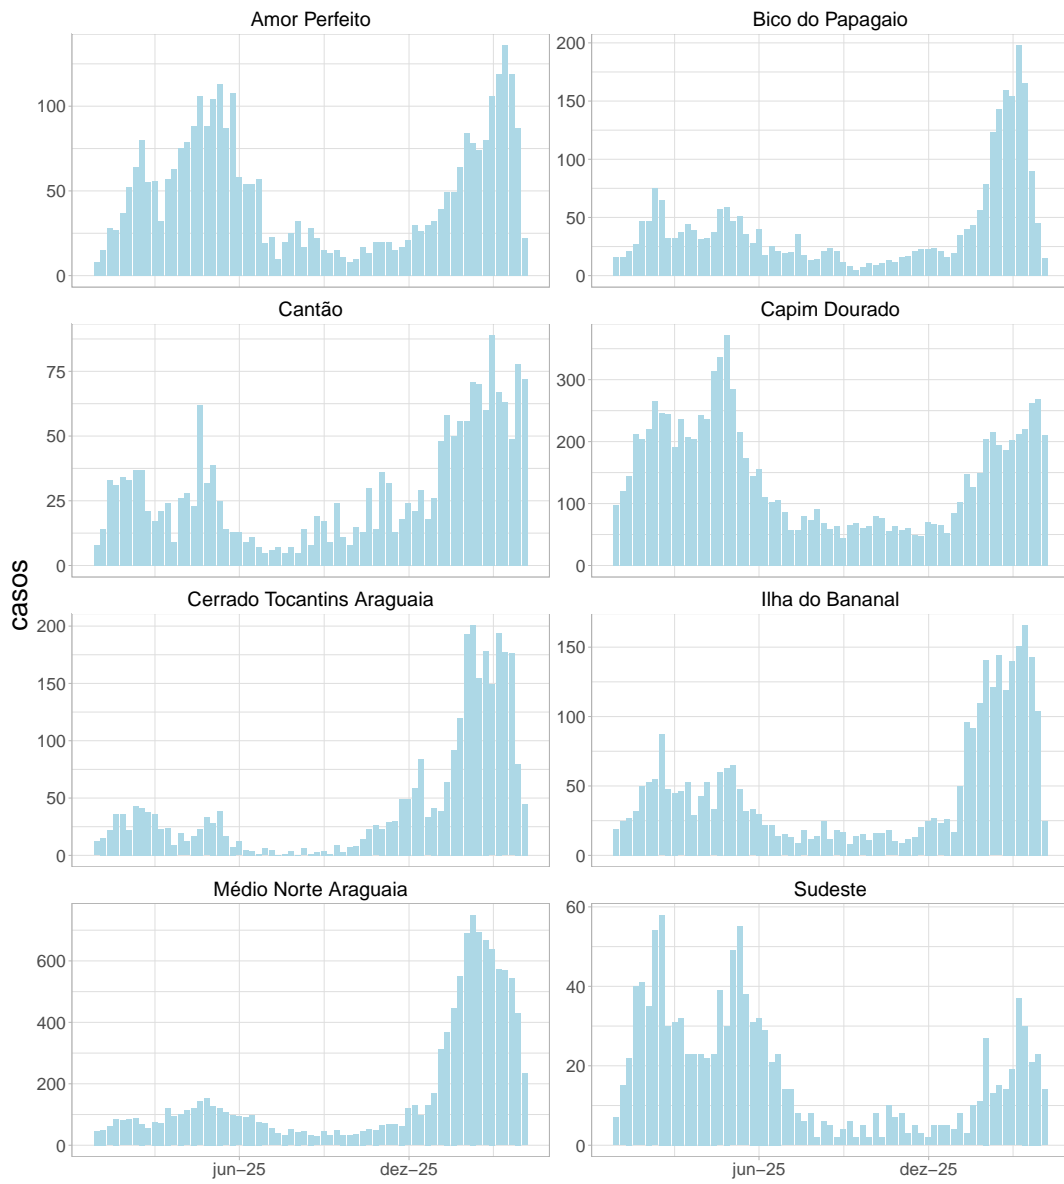 Amor Perfeito
Bico do Papagaio
100
50
0
200
150
100
50
0
Cantão
Capim Dourado
75
50
25
0
300
200
100
0
casos
Cerrado Tocantins Araguaia
Ilha do Bananal
200
150
100
50
0
150
100
50
0
Médio Norte Araguaia
Sudeste
600
400
200
0
60
40
20
0
jun−25
dez−25
jun−25
dez−25